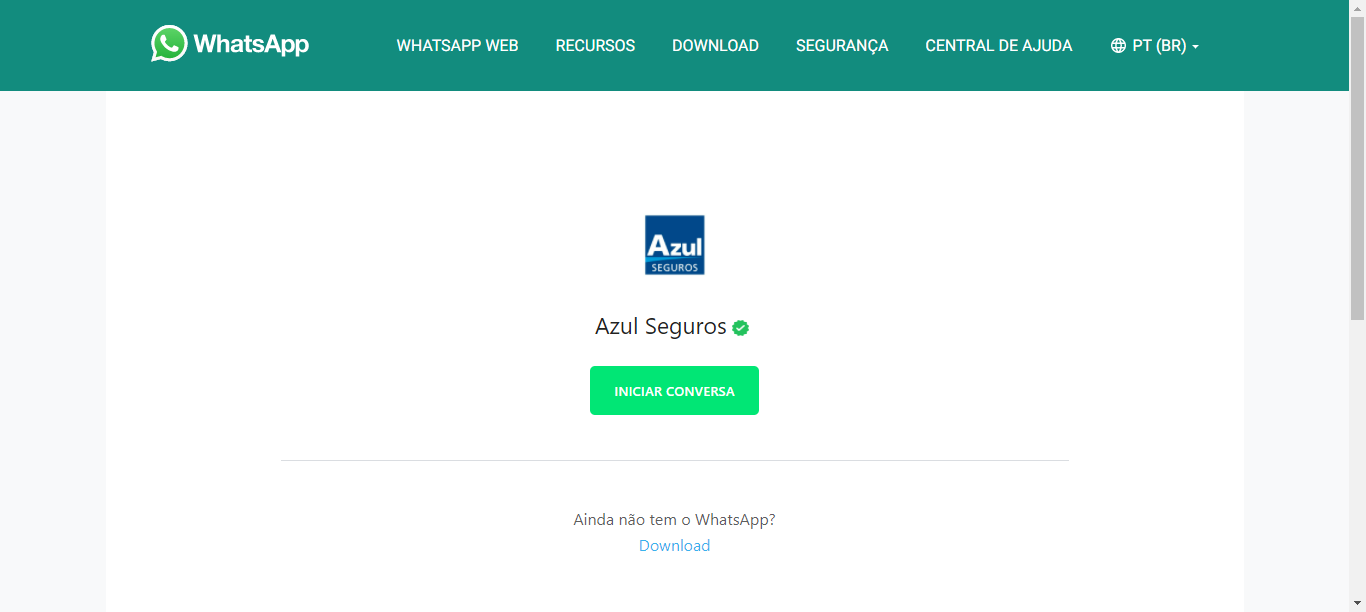 WhatsApp
WHATSAPP WEB RECURSOS DOWNLOAD SEGURANÇA CENTRAL DE AJUDA PT (BR)
Azul
SEGUROS
Azul Seguros
INICIAR CONVERSA
Ainda não tem o WhatsApp?
Download